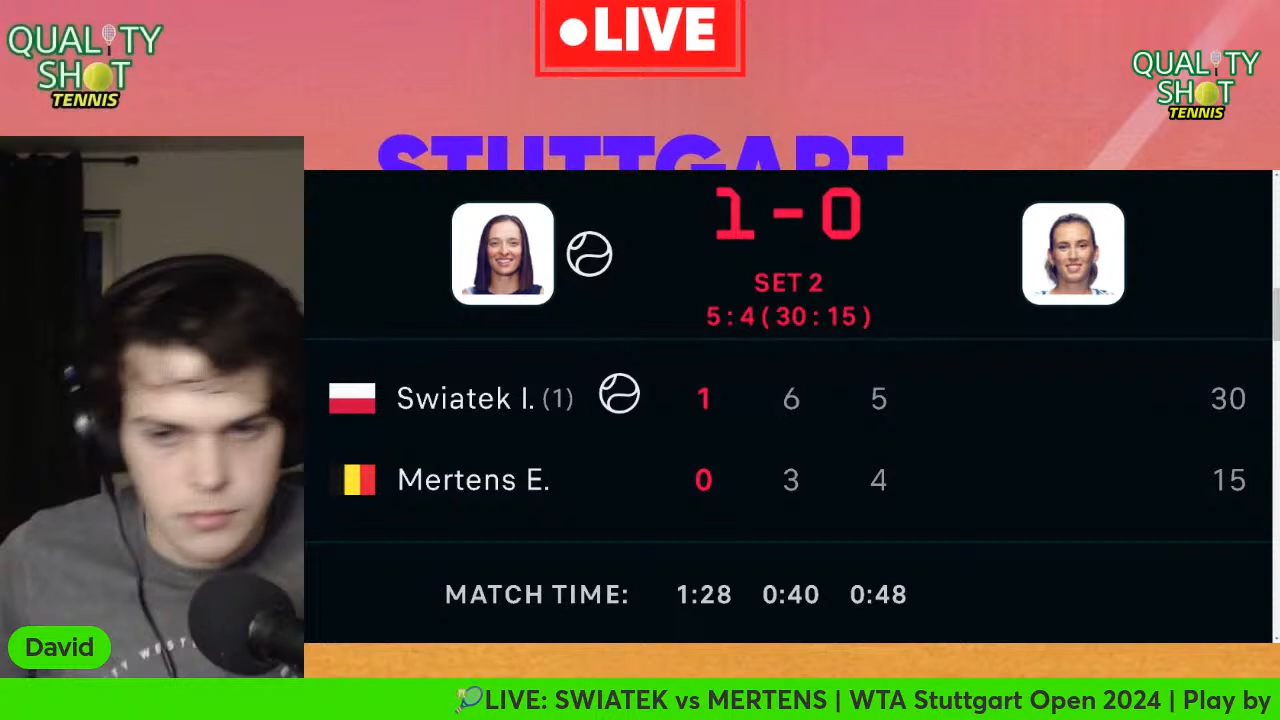 QUALITY
SHOT
TENNIS
LIVE
QUALITY
SHOT
TENNIS
STUTTGART
1-0
SET 2
5:4(30:15)
Swiatek I. (1) 1 6 5 30
Mertens E. 0 3 4 15
MATCH TIME: 1:28 0:40 0:48
David
LIVE: SWIATEK vs MERTENS | WTA Stuttgart Open 2024 | Play by